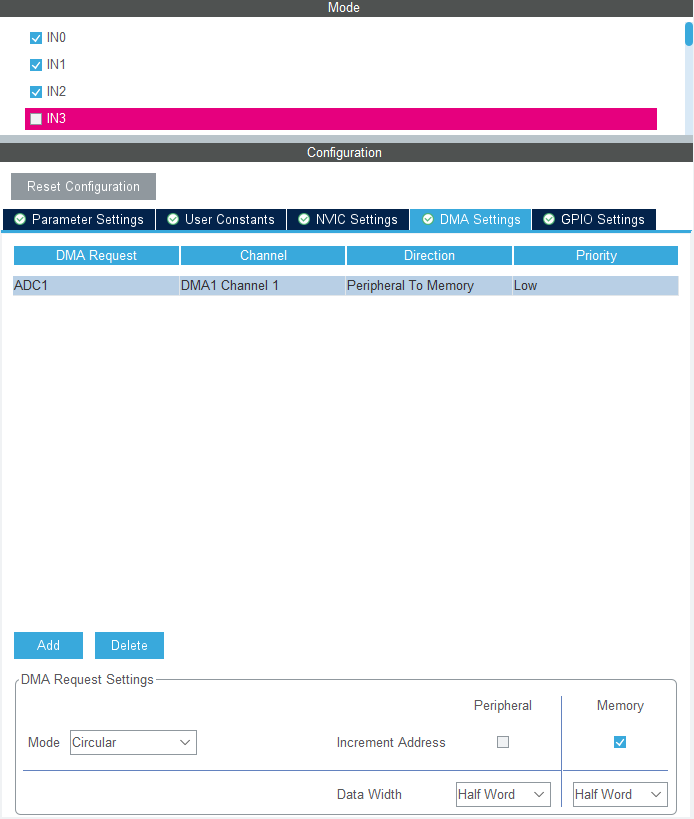 Mode
IN0
IN1
IN2
IN3
Configuration
Reset Configuration
Parameter Settings User Constants NVIC Settings DMA Settings GPIO Settings
DMA Request Channel Direction Priority
ADC1 DMA1 Channel 1 Peripheral To Memory Low
Add Delete
DMA Request Settings
Peripheral Memory
Mode Circular Increment Address
Data Width Half Word Half Word